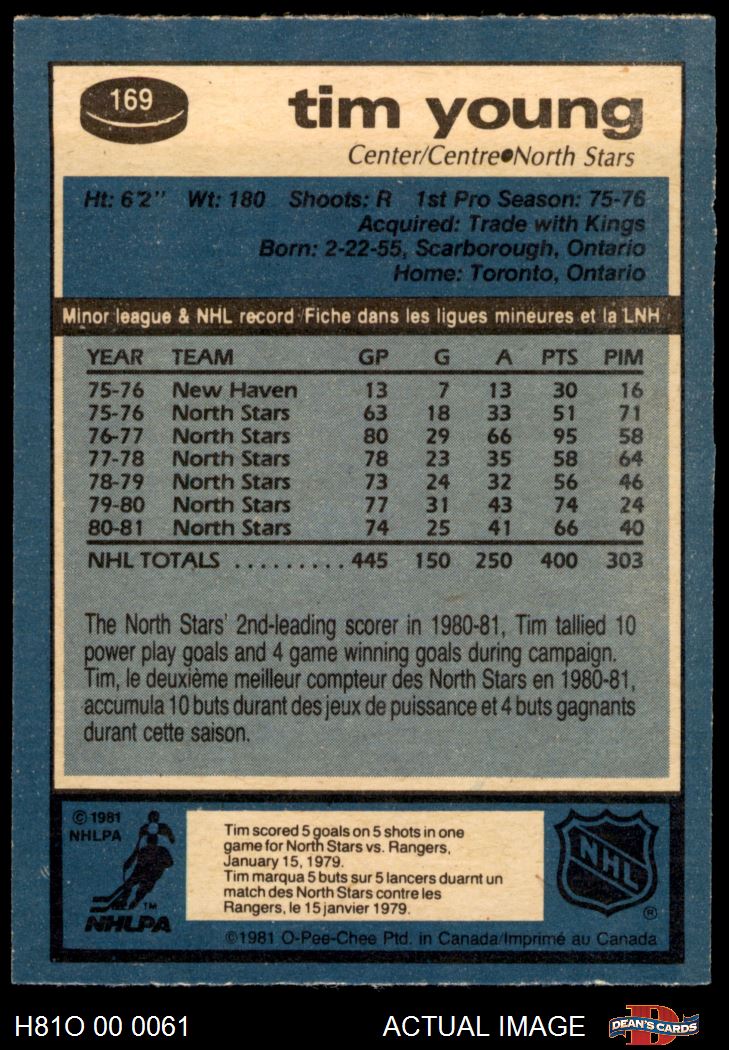 169
tim young
Center/Centre●North Stars
Ht: 6'2" Wt: 180 Shoots: R 1st Pro Season: 75-76
Acquired: Trade with Kings
Born: 2-22-55, Scarborough, Ontario
Home: Toronto, Ontario
Minor league & NHL record/Fiche dans les ligues mineures et la LNH
YEAR TEAM GP G A PTS PIM
75-76 New Haven 13 7 13 30 16
75-76 North Stars 63 18 33 51 71
76-77 North Stars 80 29 66 95 58
77-78 North Stars 78 23 35 58 64
78-79 North Stars 73 24 32 56 46
79-80 North Stars 77 31 43 74 24
80-81 North Stars 74 25 41 66 40
NHL TOTALS . . . . . . . . . 445 150 250 400 303
The North Stars' 2nd-leading scorer in 1980-81, Tim tallied 10
power play goals and 4 game winning goals during campaign.
Tim, le deuxième meilleur compteur des North Stars en 1980-81,
accumula 10 buts durant des jeux de puissance et 4 buts gagnants
durant cette saison.
© 1981
NHLPA
TM
NHLPA
Tim scored 5 goals on 5 shots in one
game for North Stars vs. Rangers,
January 15, 1979.
Tim marqua 5 buts sur 5 lancers duarnt un
match des North Stars contre les
Rangers, le 15 janvier 1979.
NHL
®
©1981 O-Pee-Chee Ptd. in Canada/Imprimé au Canada
H81O 00 0061 ACTUAL IMAGE
D
DEAN'S CARDS